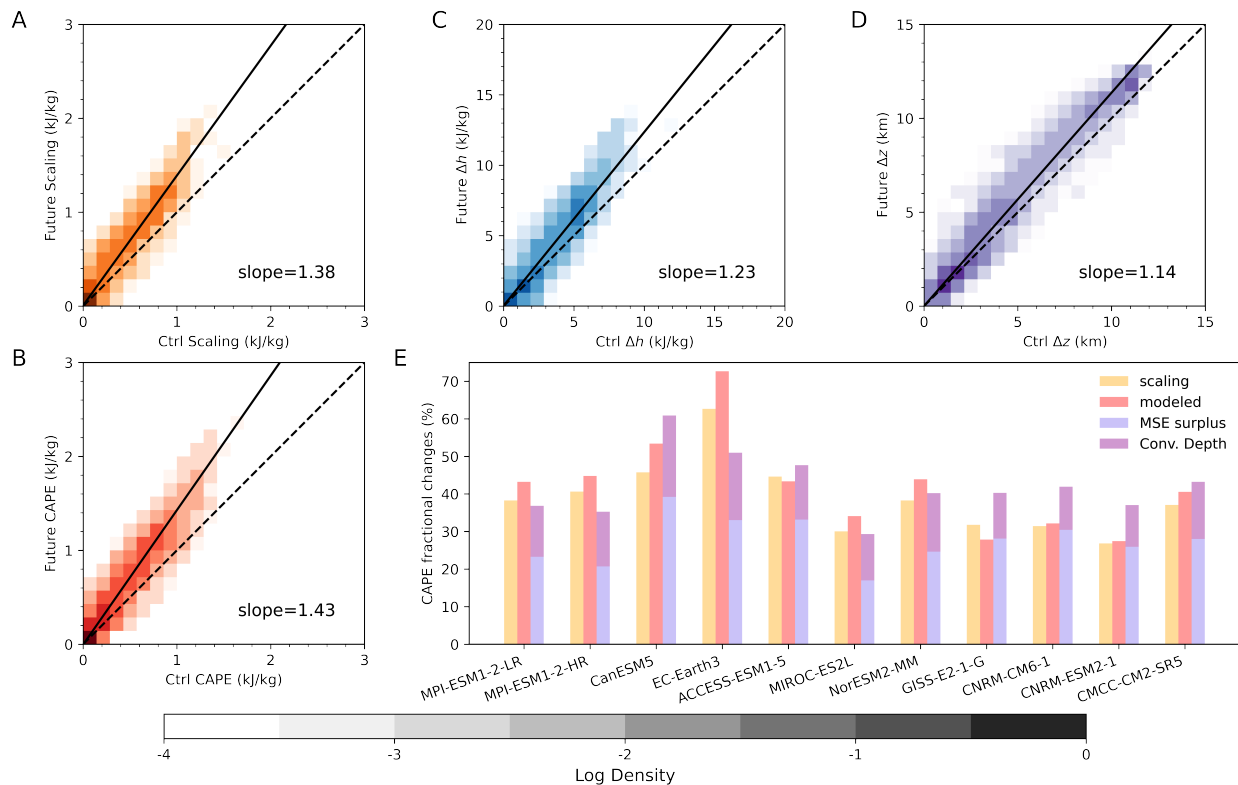 A
Future Scaling (kJ/kg)
3
2
1
0
slope=1.38
0 1 2 3
Ctrl Scaling (kJ/kg)
C
Future Δh (kJ/kg)
20
15
10
5
0
slope=1.23
0 5 10 15 20
Ctrl Δh (kJ/kg)
D
Future Δz (km)
15
10
5
0
slope=1.14
0 5 10 15
Ctrl Δz (km)
B
Future CAPE (kJ/kg)
3
2
1
0
slope=1.43
0 1 2 3
Ctrl CAPE (kJ/kg)
E
CAPE fractional changes (%)
70
60
50
40
30
20
10
0
scaling
modeled
MSE surplus
Conv. Depth
MPI-ESM1-2-LR
MPI-ESM1-2-HR
CanESM5
EC-Earth3
ACCESS-ESM1-5
MIROC-ES2L
NorESM2-MM
GISS-E2-1-G
CNRM-CM6-1
CNRM-ESM2-1
CMCC-CM2-SR5
-4 -3 -2 -1 0
Log Density